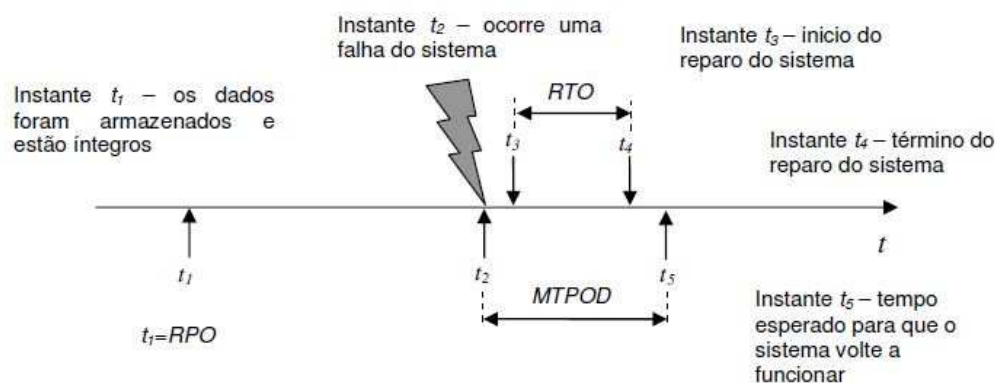 Instante t₂ – ocorre uma
falha do sistema
Instante t₃ – inicio do
reparo do sistema
Instante t₁ – os dados
foram armazenados e
estão íntegros
RTO
t₃
t₄
Instante t₄ – término do
reparo do sistema
t
t₁
t₂
t₅
MTPOD
t₁=RPO
Instante t₅ – tempo
esperado para que o
sistema volte a
funcionar